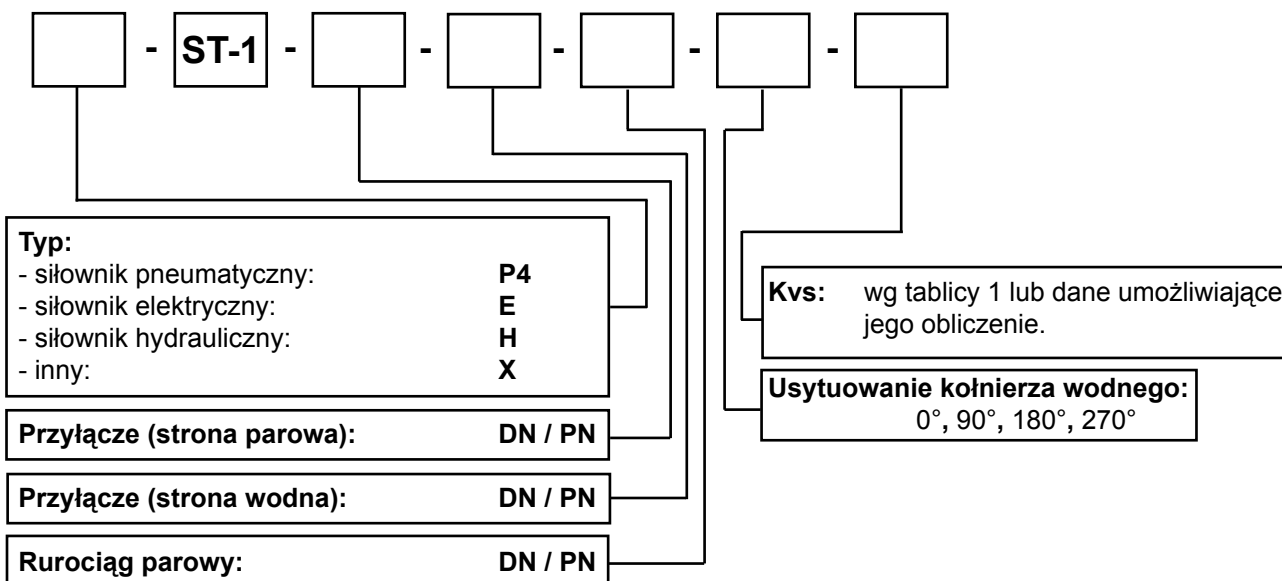 - ST-1 - - - - -
Typ:
- siłownik pneumatyczny: P4
- siłownik elektryczny: E
- siłownik hydrauliczny: H
- inny: X
Przyłącze (strona parowa): DN / PN
Przyłącze (strona wodna): DN / PN
Rurociąg parowy: DN / PN
Kvs: wg tablicy 1 lub dane umożliwiające
jego obliczenie.
Usytuowanie kołnierza wodnego:
0°, 90°, 180°, 270°